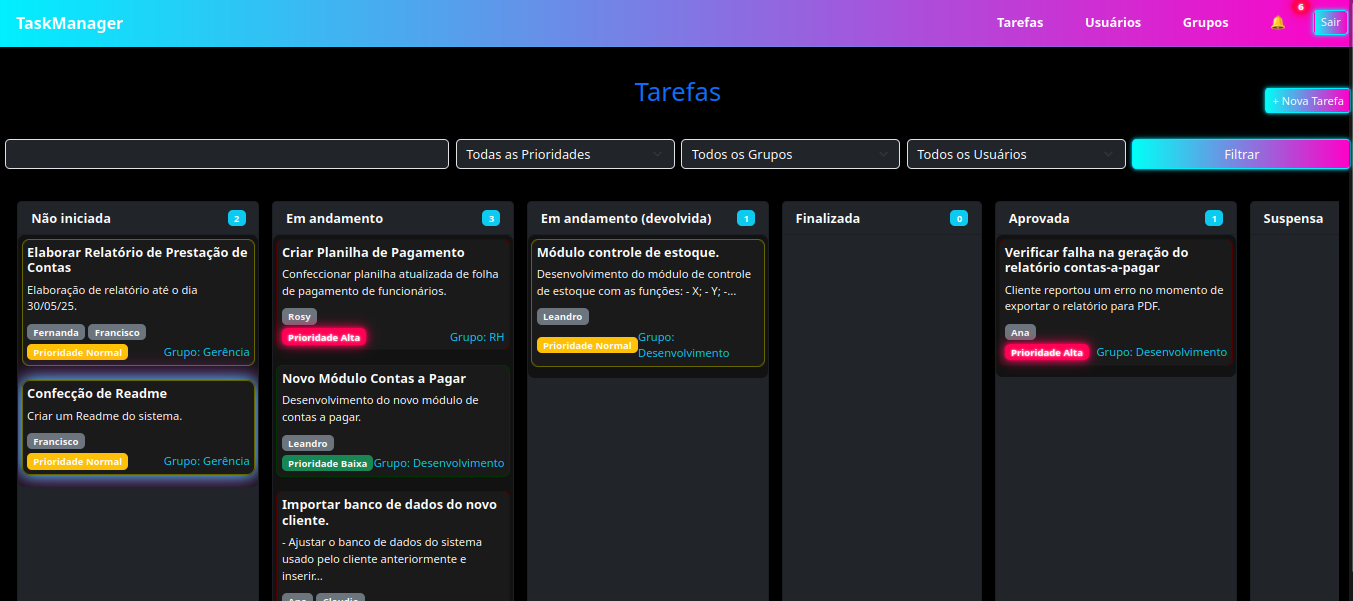 TaskManager
Tarefas
Usuários
Grupos
6
Sair
Tarefas
+ Nova Tarefa
Todas as Prioridades
Todos os Grupos
Todos os Usuários
Filtrar
Não iniciada
2
Elaborar Relatório de Prestação de
Contas
Elaboração de relatório até o dia
30/05/25.
Fernanda
Francisco
Prioridade Normal
Grupo: Gerência
Confecção de Readme
Criar um Readme do sistema.
Francisco
Prioridade Normal
Grupo: Gerência
Em andamento
3
Criar Planilha de Pagamento
Confeccionar planilha atualizada de folha
de pagamento de funcionários.
Rosy
Prioridade Alta
Grupo: RH
Novo Módulo Contas a Pagar
Desenvolvimento do novo módulo de
contas a pagar.
Leandro
Prioridade Baixa
Grupo: Desenvolvimento
Importar banco de dados do novo
cliente.
- Ajustar o banco de dados do sistema
usado pelo cliente anteriormente e
inserir...
Ana
Claudio
Em andamento (devolvida)
1
Módulo controle de estoque.
Desenvolvimento do módulo de controle
de estoque com as funções: - X; - Y; -...
Leandro
Prioridade Normal
Grupo:
Desenvolvimento
Finalizada
0
Aprovada
1
Verificar falha na geração do
relatório contas-a-pagar
Cliente reportou um erro no momento de
exportar o relatório para PDF.
Ana
Prioridade Alta
Grupo: Desenvolvimento
Suspensa